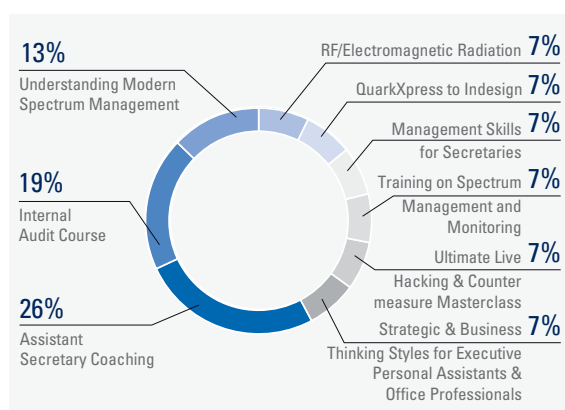 13%
Understanding Modern
Spectrum Management
19%
Internal
Audit Course
26%
Assistant
Secretary Coaching
RF/Electromagnetic Radiation 7%
QuarkXpress to Indesign 7%
Management Skills 7%
for Secretaries
Training on Spectrum 7%
Management and
Monitoring
Ultimate Live 7%
Hacking & Counter
measure Masterclass
Strategic & Business 7%
Thinking Styles for Executive
Personal Assistants &
Office Professionals